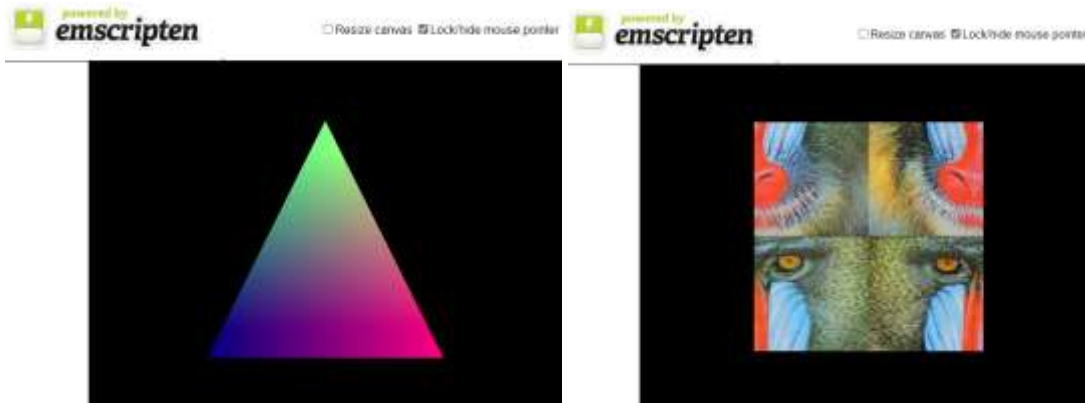 powered by
emscripten
Resize canvas Lock/hide mouse pointer
powered by
emscripten
Resize canvas Lock/hide mouse pointer